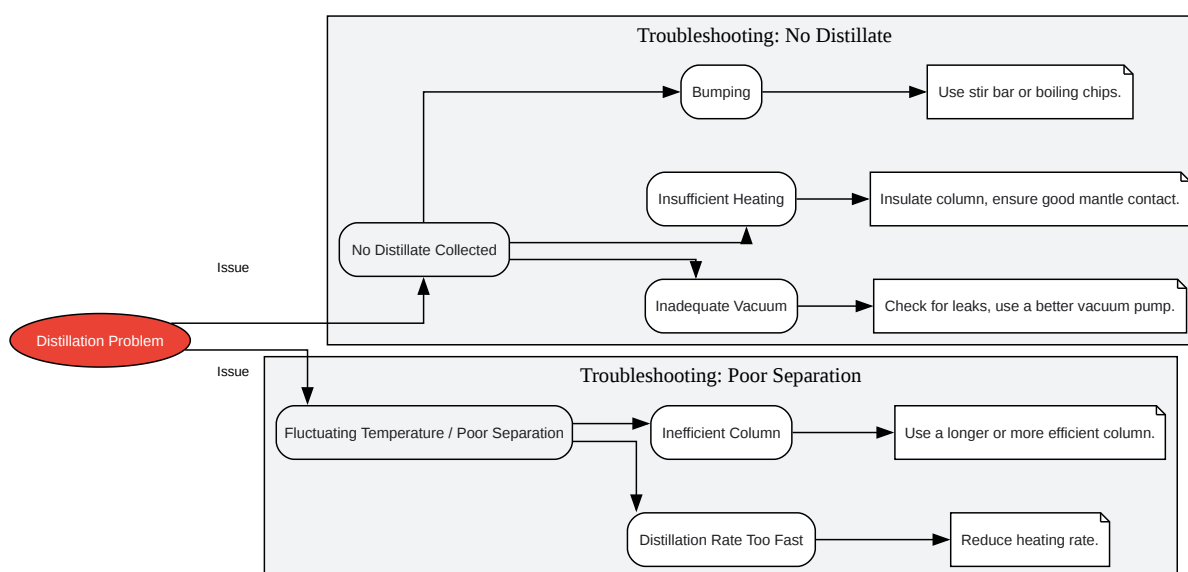 Troubleshooting: No Distillate
Bumping
Use stir bar or boiling chips.
Insufficient Heating
Insulate column, ensure good mantle contact.
No Distillate Collected
Issue
Inadequate Vacuum
Check for leaks, use a better vacuum pump.
Distillation Problem
Issue
Troubleshooting: Poor Separation
Fluctuating Temperature / Poor Separation
Inefficient Column
Use a longer or more efficient column.
Distillation Rate Too Fast
Reduce heating rate.